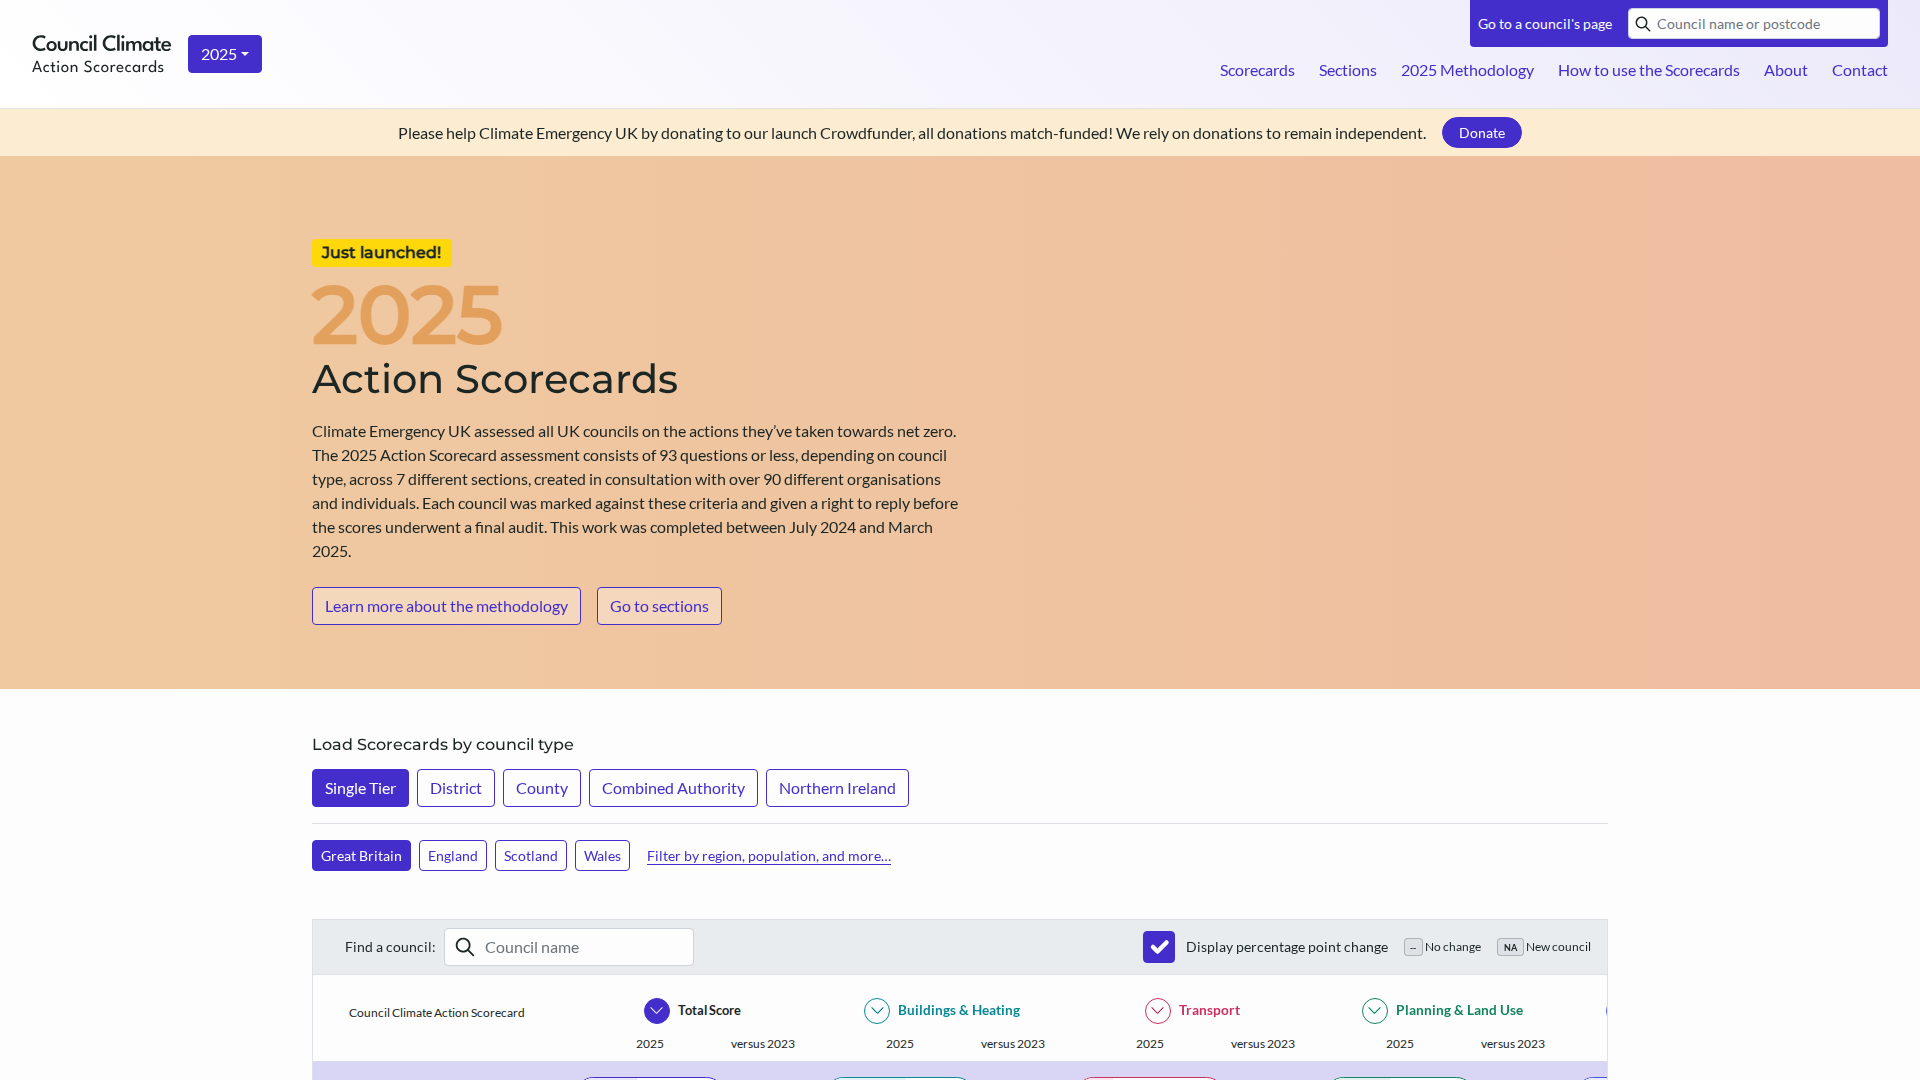 Council Climate
Action Scorecards
2025
Go to a council's page
Council name or postcode
Scorecards
Sections
2025 Methodology
How to use the Scorecards
About
Contact
Please help Climate Emergency UK by donating to our launch Crowdfunder, all donations match-funded! We rely on donations to remain independent.
Donate
Just launched!
2025
Action Scorecards
Climate Emergency UK assessed all UK councils on the actions they’ve taken towards net zero.
The 2025 Action Scorecard assessment consists of 93 questions or less, depending on council
type, across 7 different sections, created in consultation with over 90 different organisations
and individuals. Each council was marked against these criteria and given a right to reply before
the scores underwent a final audit. This work was completed between July 2024 and March
2025.
Learn more about the methodology
Go to sections
Load Scorecards by council type
Single Tier
District
County
Combined Authority
Northern Ireland
Great Britain
England
Scotland
Wales
Filter by region, population, and more…
Find a council:
Council name
Display percentage point change
-- No change
NA New council
Council Climate Action Scorecard
Total Score
Buildings & Heating
Transport
Planning & Land Use
2025 versus 2023
2025 versus 2023
2025 versus 2023
2025 versus 2023